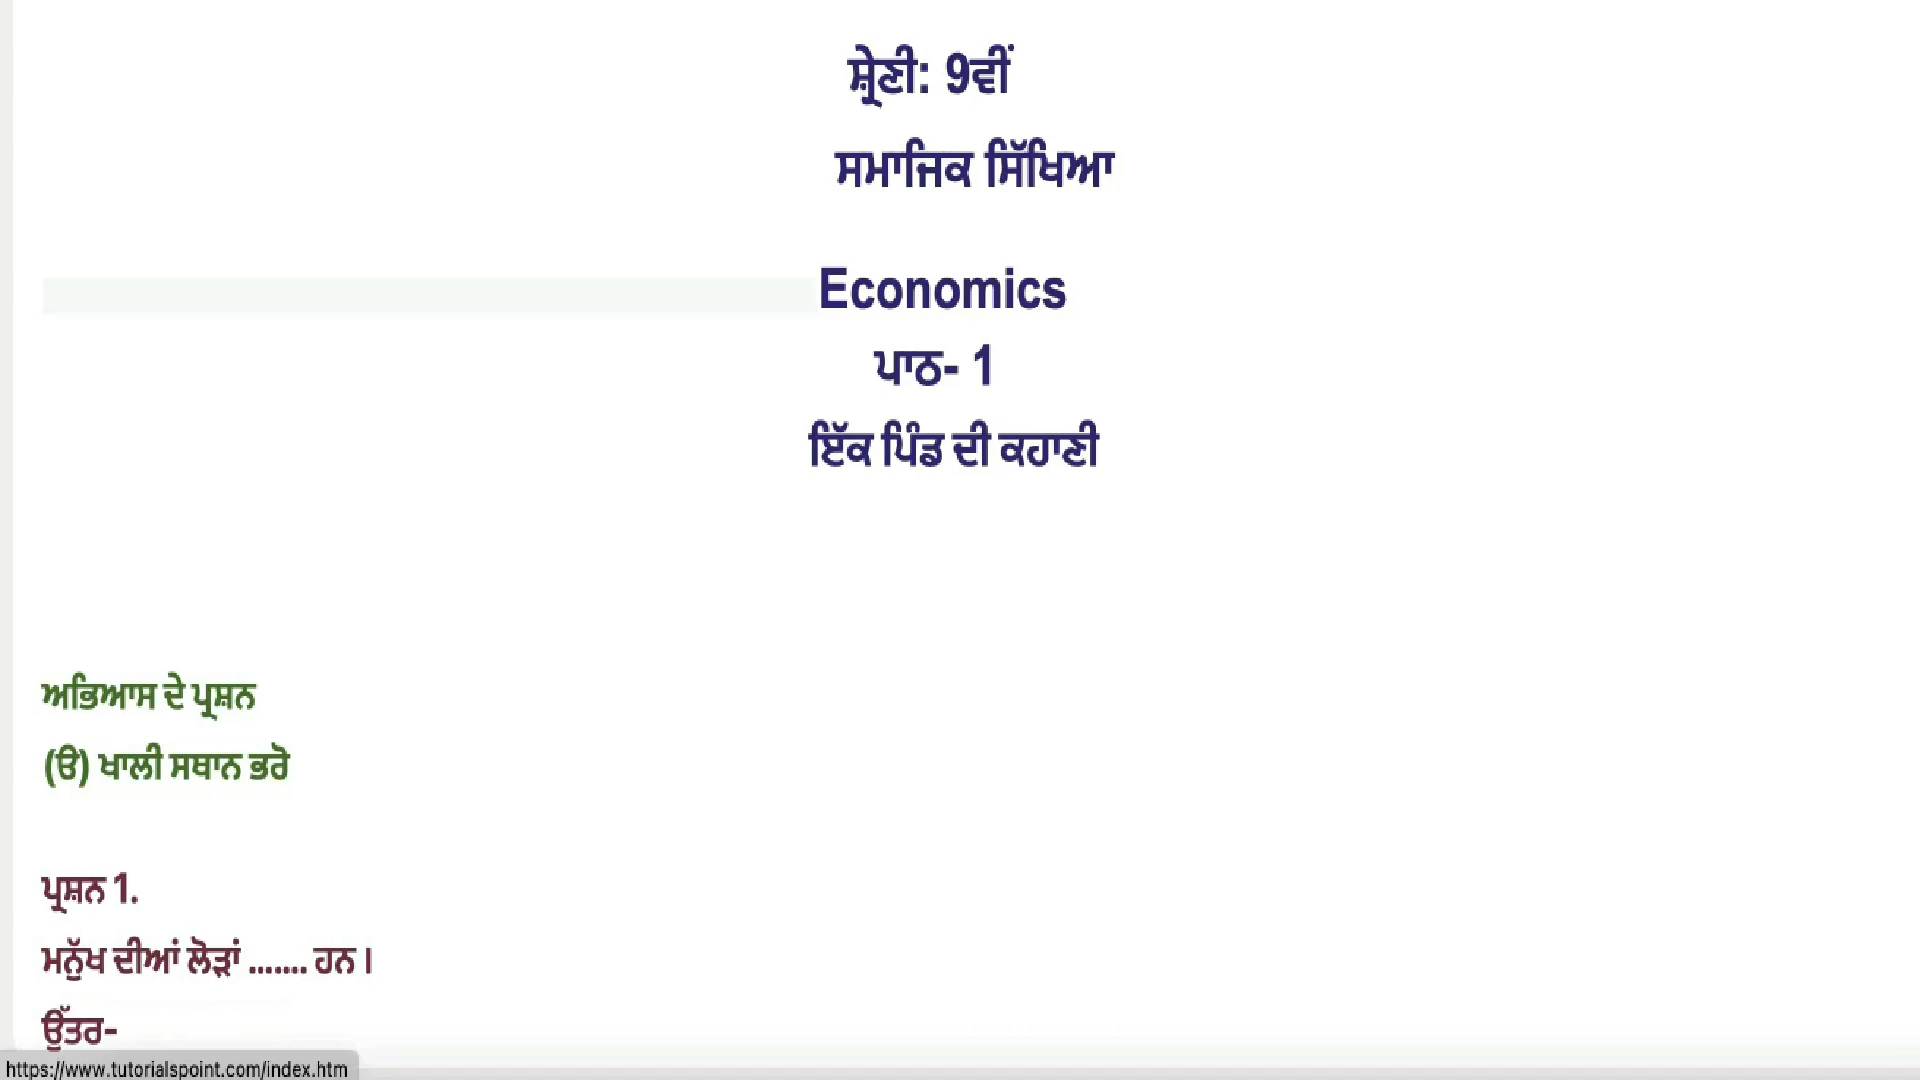 ਸ਼੍ਰੇਣੀ: 9ਵੀਂ
ਸਮਾਜਿਕ ਸਿੱਖਿਆ
Economics
ਪਾਠ- 1
ਇੱਕ ਪਿੰਡ ਦੀ ਕਹਾਣੀ
ਅਭਿਆਸ ਦੇ ਪ੍ਰਸ਼ਨ
(ੳ) ਖਾਲੀ ਸਥਾਨ ਭਰੋ
ਪ੍ਰਸ਼ਨ 1.
ਮਨੁੱਖ ਦੀਆਂ ਲੋੜਾਂ ....... ਹਨ ।
ਉੱਤਰ-
https://www.tutorialspoint.com/index.htm